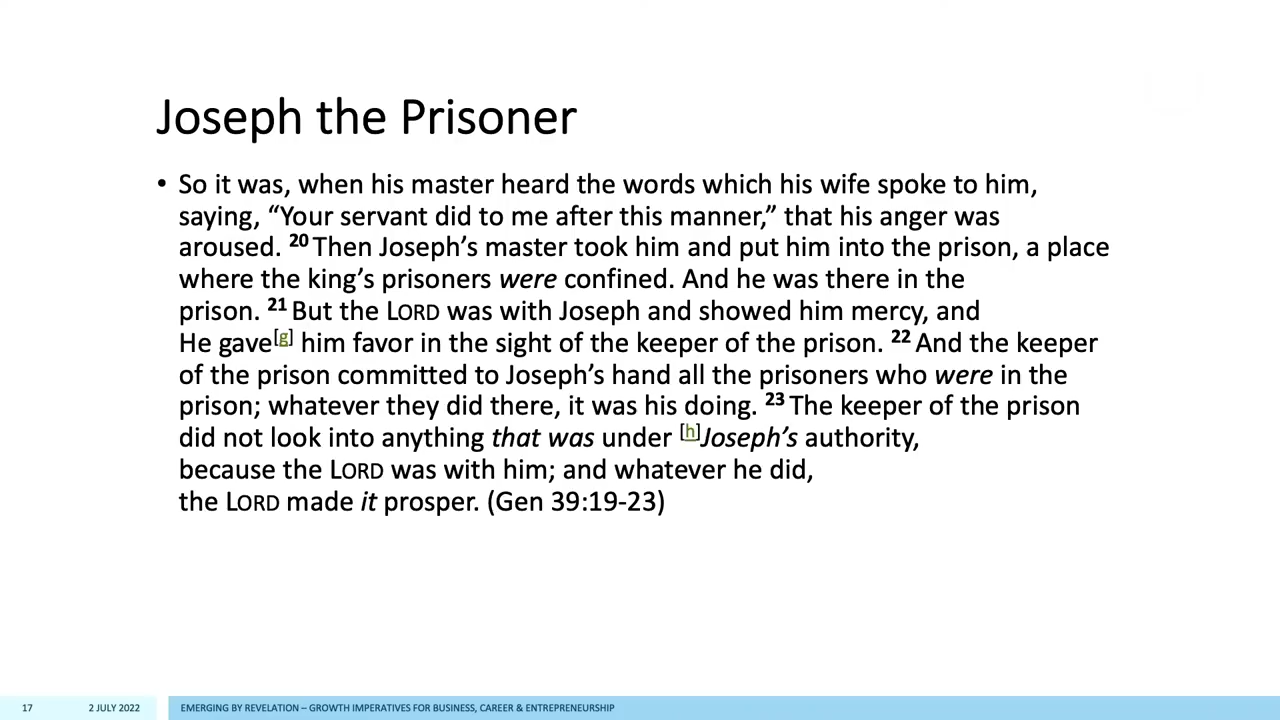 Joseph the Prisoner
• So it was, when his master heard the words which his wife spoke to him,
saying, “Your servant did to me after this manner,” that his anger was
aroused. 20 Then Joseph’s master took him and put him into the prison, a place
where the king’s prisoners were confined. And he was there in the
prison. 21 But the LORD was with Joseph and showed him mercy, and
He gave[g] him favor in the sight of the keeper of the prison. 22 And the keeper
of the prison committed to Joseph’s hand all the prisoners who were in the
prison; whatever they did there, it was his doing. 23 The keeper of the prison
did not look into anything that was under [h]Joseph’s authority,
because the LORD was with him; and whatever he did,
the LORD made it prosper. (Gen 39:19-23)
17 2 JULY 2022 EMERGING BY REVELATION – GROWTH IMPERATIVES FOR BUSINESS, CAREER & ENTREPRENEURSHIP